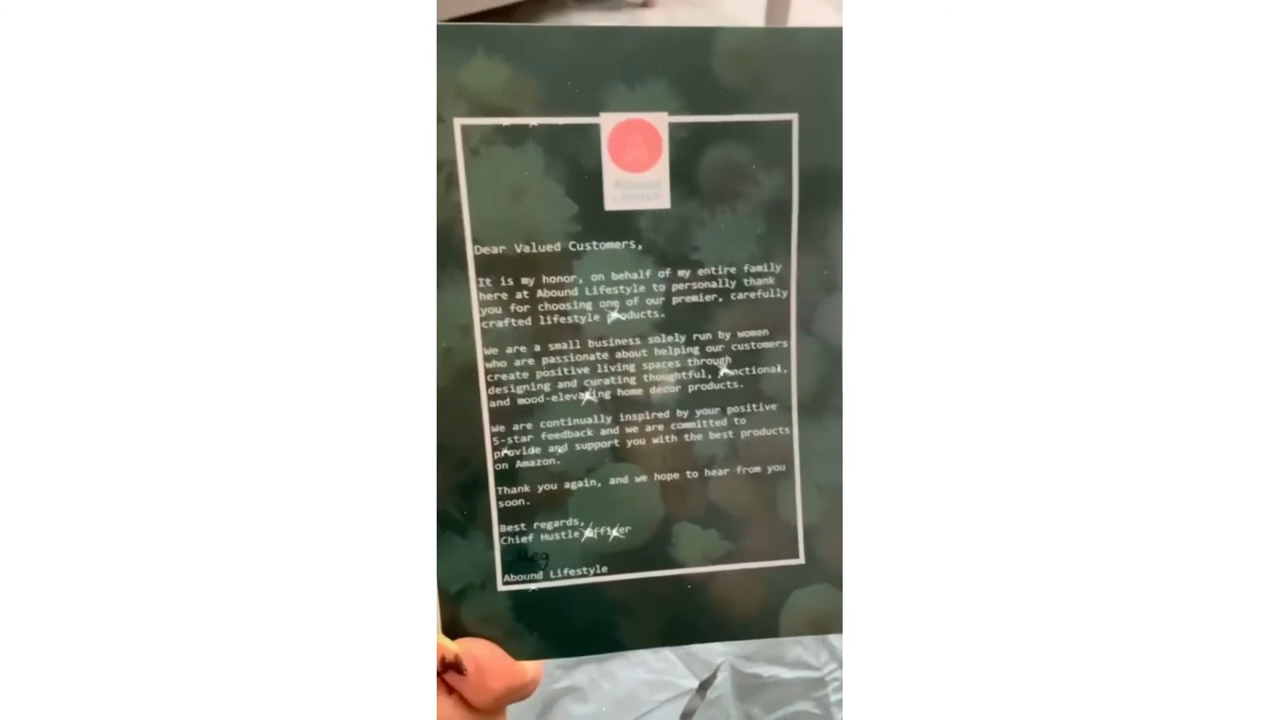 Abound
Lifestyle
Dear Valued Customers,
It is my honor, on behalf of my entire family
here at Abound Lifestyle to personally thank
you for choosing one of our premier, carefully
crafted lifestyle products.
We are a small business solely run by women
who are passionate about helping our customers
create positive living spaces through
designing and curating thoughtful, functional,
and mood-elevating home décor products.
We are continually inspired by your positive
5-star feedback and we are committed to
provide and support you with the best products
on Amazon.
Thank you again, and we hope to hear from you
soon.
Best regards,
Chief Hustle Officer
Meg
Abound Lifestyle